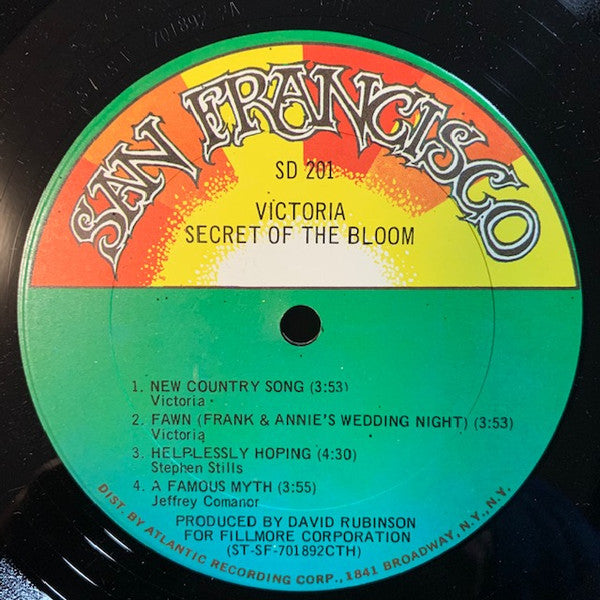 SAN FRANCISCO
SD 201
VICTORIA
SECRET OF THE BLOOM
1. NEW COUNTRY SONG (3:53)
Victoria
2. FAWN (FRANK & ANNIE'S WEDDING NIGHT) (3:53)
Victoria
3. HELPLESSLY HOPING (4:30)
Stephen Stills
4. A FAMOUS MYTH (3:55)
Jeffrey Comanor
PRODUCED BY DAVID RUBINSON
FOR FILLMORE CORPORATION
(ST-SF-701892CTH)
DIST. BY ATLANTIC RECORDING CORP., 1841 BROADWAY, N.Y., N.Y.